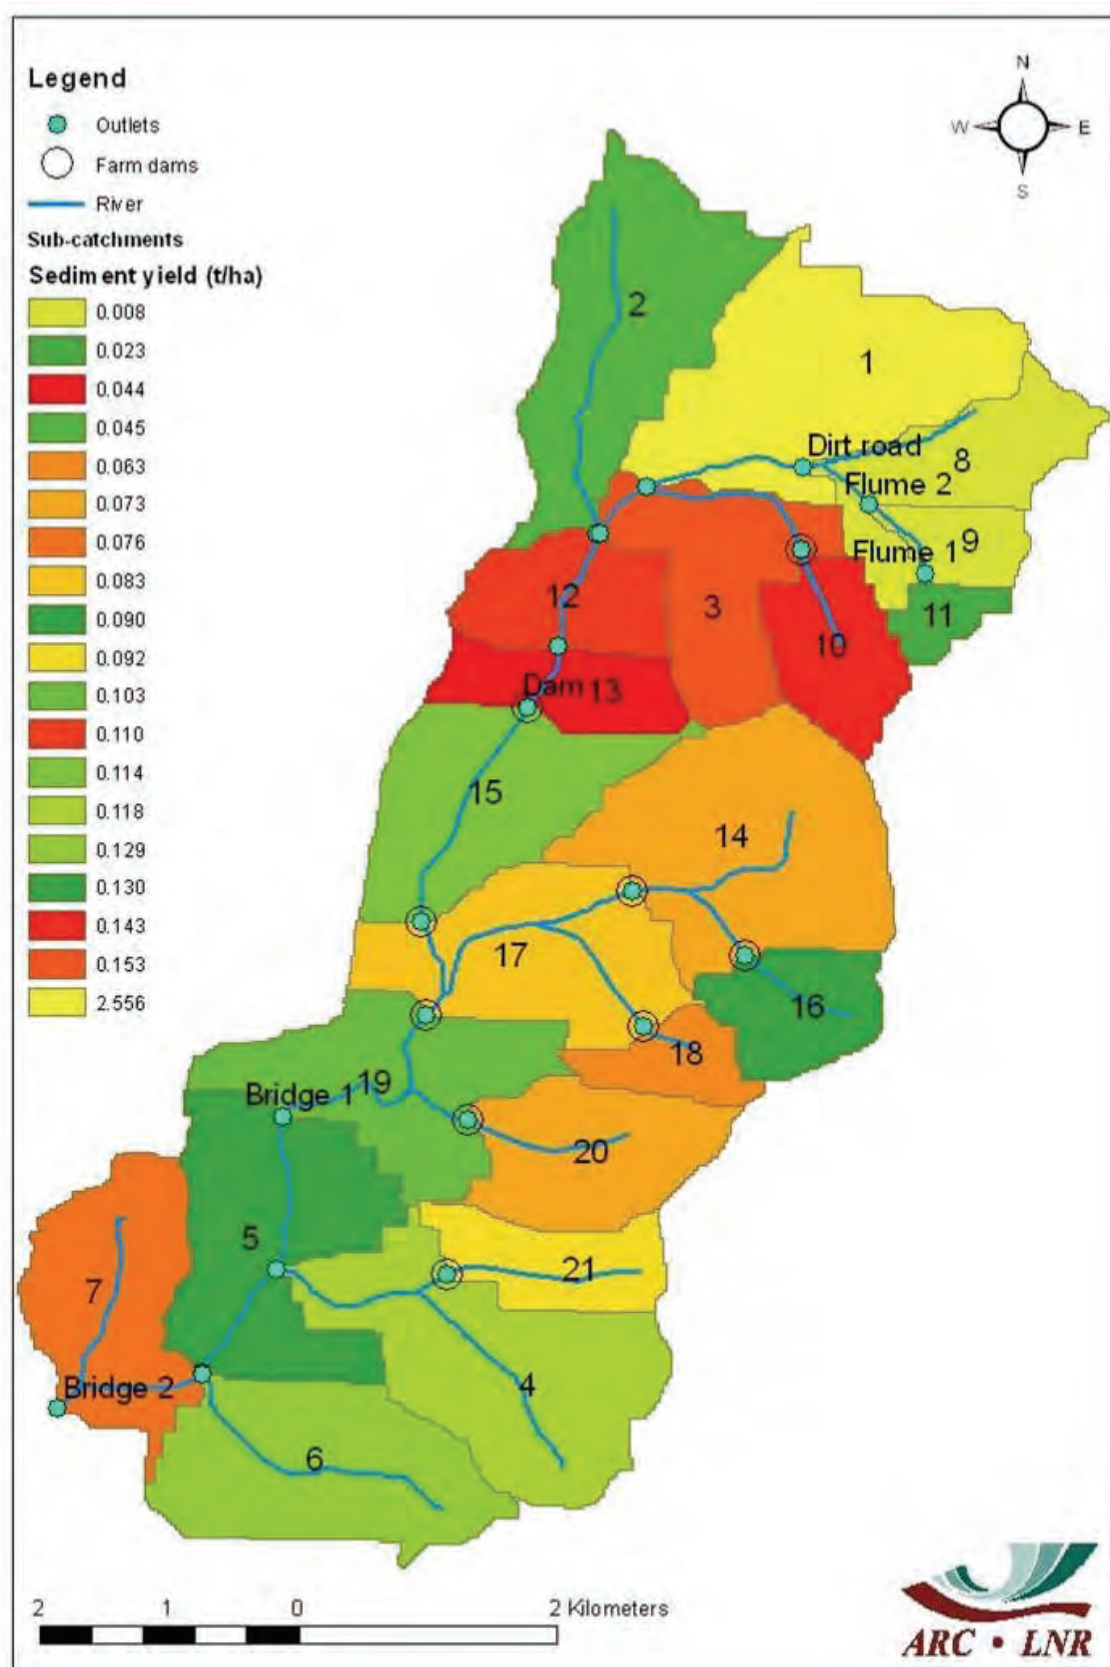 N
W E
S
Legend
Outlets
Farm dams
River
Sub-catchments
Sediment yield (t/ha)
0.008
0.023
0.044
0.045
0.063
0.073
0.076
0.083
0.090
0.092
0.103
0.110
0.114
0.118
0.129
0.130
0.143
0.153
2.556
2
1
Dirt road
8
Flume 2
Flume 1 9
12
3
11
10
Dam 13
15
14
17
16
18
19
Bridge 1
20
5
21
7
Bridge 2
4
6
2 1 0 2 Kilometers
ARC • LNR